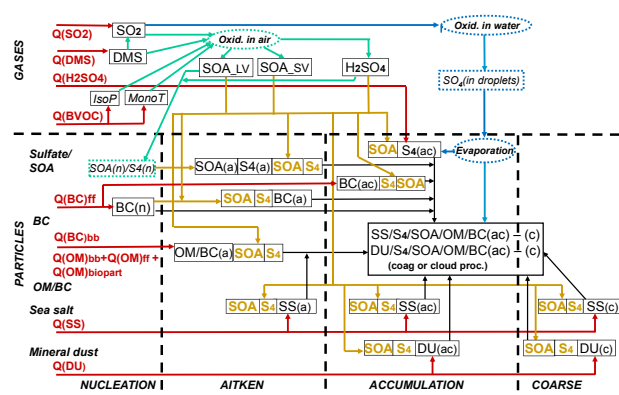 Q(SO2)
SO₂
Oxid. in air
Oxid. in water
Q(DMS)
DMS
GASES
Q(H2SO4)
SOA_LV
SOA_SV
H₂SO₄
SO₄(in droplets)
IsoP
MonoT
Q(BVOC)
SOA S₄(ac)
Evaporation
Sulfate/
SOA
SOA(n)/S4(n)
SOA(a) S4(a) SOA S₄
BC(ac) S₄ SOA
Q(BC)ff
BC(n)
SOA S₄ BC(a)
BC
PARTICLES
SS/S₄/SOA/OM/BC(ac) – (c)
DU/S₄/SOA/OM/BC(ac) – (c)
(coag or cloud proc.)
Q(BC)bb
OM/BC(a) SOA S₄
Q(OM)bb+Q(OM)ff +
Q(OM)biopart
OM/BC
Sea salt
SOA S₄ SS(a)
SOA S₄ SS(ac)
SOA S₄ SS(c)
Q(SS)
Mineral dust
SOA S₄ DU(ac)
SOA S₄ DU(c)
Q(DU)
NUCLEATION
AITKEN
ACCUMULATION
COARSE